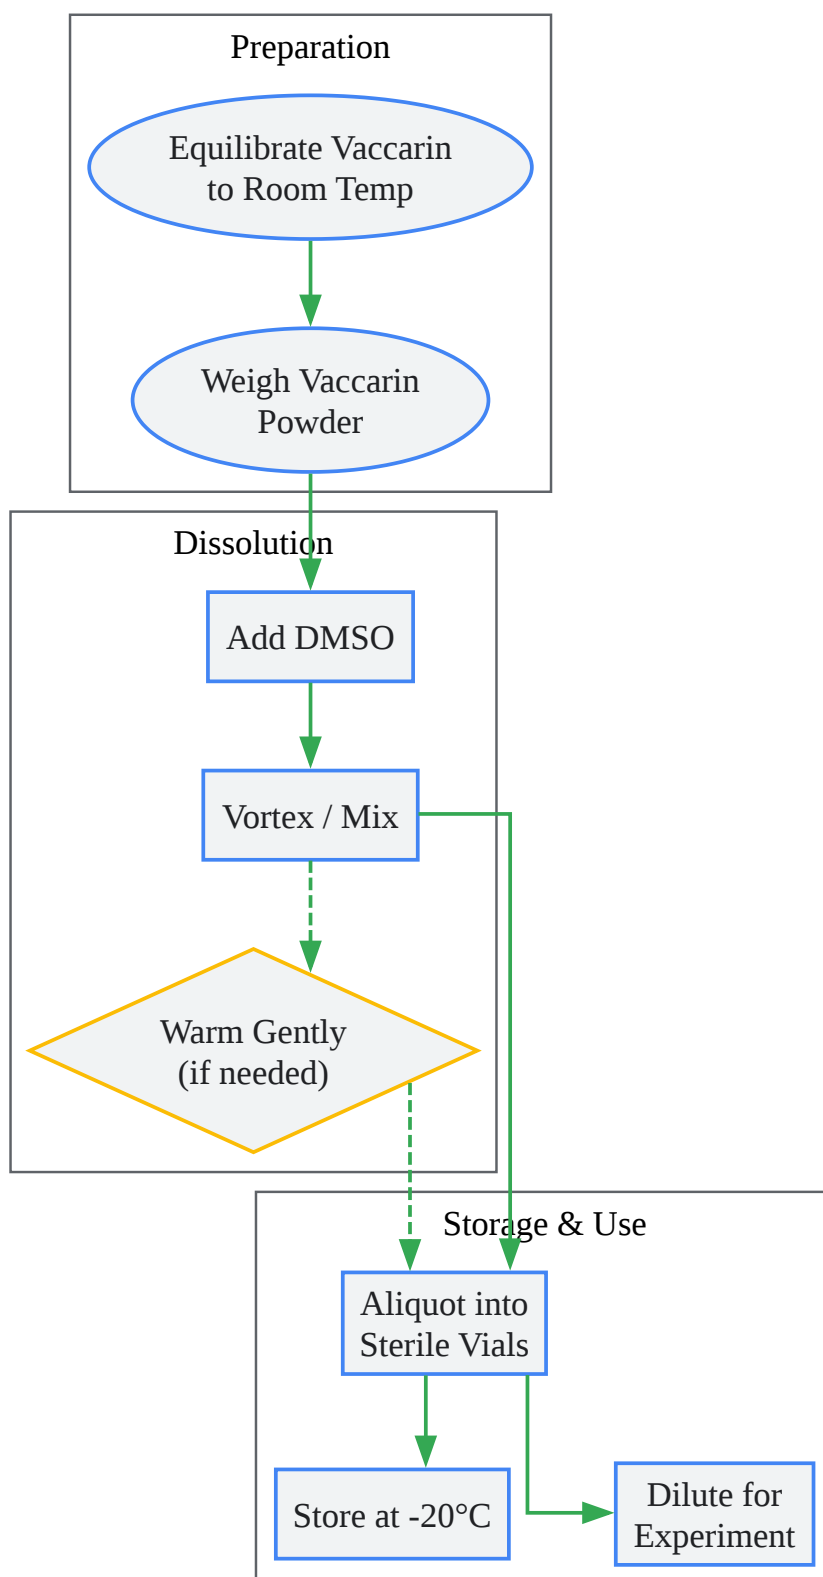 Preparation
Equilibrate Vaccarin
to Room Temp
Weigh Vaccarin
Powder
Dissolution
Add DMSO
Vortex / Mix
Warm Gently
(if needed)
Storage & Use
Aliquot into
Sterile Vials
Store at -20°C
Dilute for
Experiment